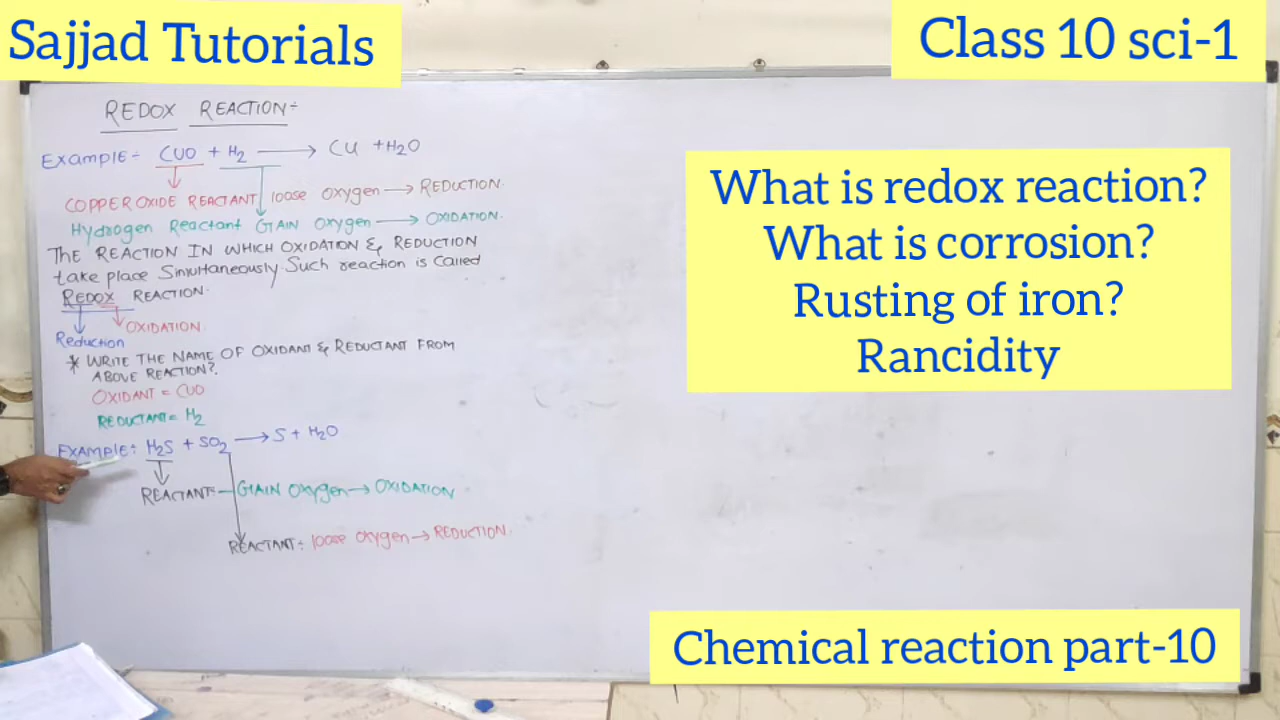 Sajjad Tutorials
Class 10 sci-1
REDOX REACTION:-
Example:- CUO + H2 → CU + H2O
COPPER OXIDE REACTANT loose oxygen → REDUCTION.
Hydrogen Reactant GAIN Oxygen → OXIDATION.
THE REACTION IN WHICH OXIDATION & REDUCTION
take place Simultaneously. Such reaction is Called
REDOX REACTION.
OXIDATION.
Reduction
* WRITE THE NAME OF OXIDANT & REDUCTANT FROM
ABOVE REACTION?.
OXIDANT = CUO
REDUCTANT = H2
EXAMPLE:- H2S + SO2 → S + H2O
REACTANT:- GAIN Oxygen → OXIDATION
REACTANT:- loose oxygen → REDUCTION.
What is redox reaction?
What is corrosion?
Rusting of iron?
Rancidity
Chemical reaction part-10